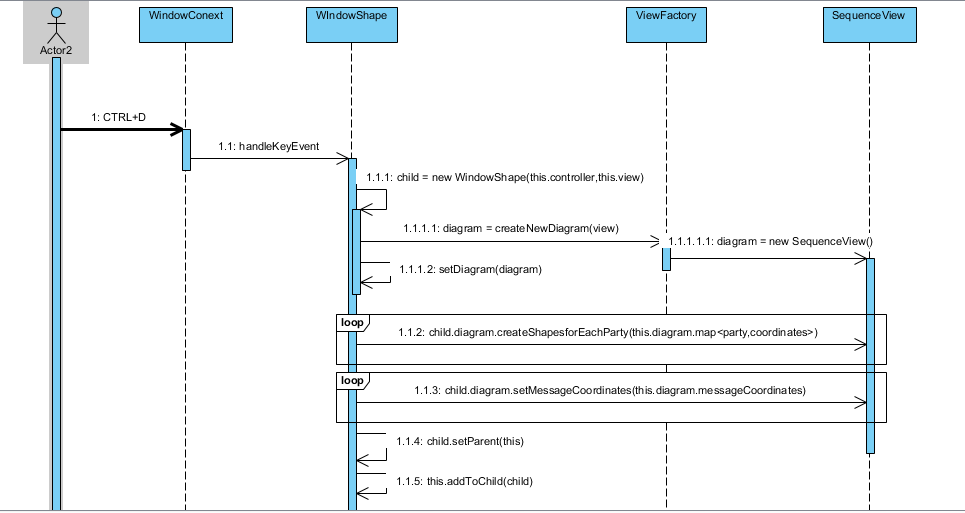 WindowConext
WIndowShape
ViewFactory
SequenceView
Actor2
1: CTRL+D
1.1: handleKeyEvent
1.1.1: child = new WindowShape(this.controller,this.view)
1.1.1.1: diagram = createNewDiagram(view)
1.1.1.1.1: diagram = new SequenceView()
1.1.1.2: setDiagram(diagram)
loop
1.1.2: child.diagram.createShapesforEachParty(this.diagram.map<party,coordinates>)
loop
1.1.3: child.diagram.setMessageCoordinates(this.diagram.messageCoordinates)
1.1.4: child.setParent(this)
1.1.5: this.addToChild(child)